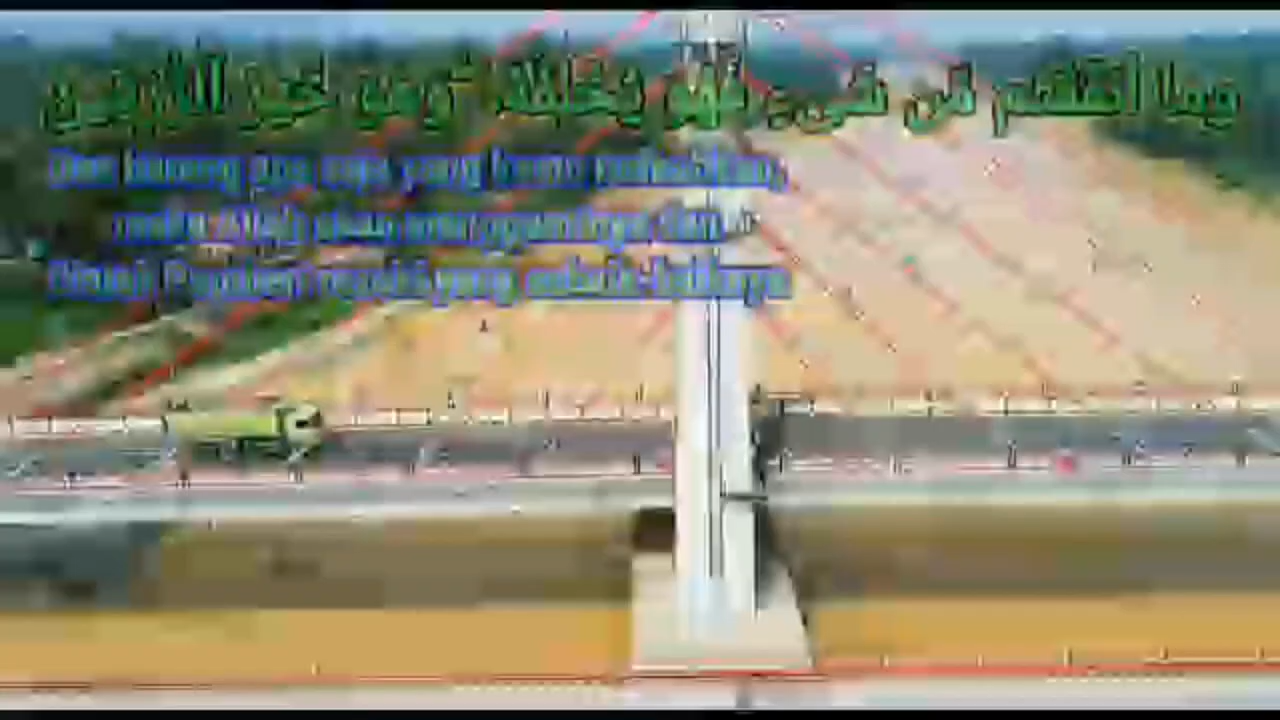 وما أنفقتم من شيء فهو يخلفه وهو خير الرازقين
Dan barang apa saja yang kamu nafkahkan,
maka Allah akan menggantinya dan
Dialah Pemberi rezeki yang sebaik-baiknya